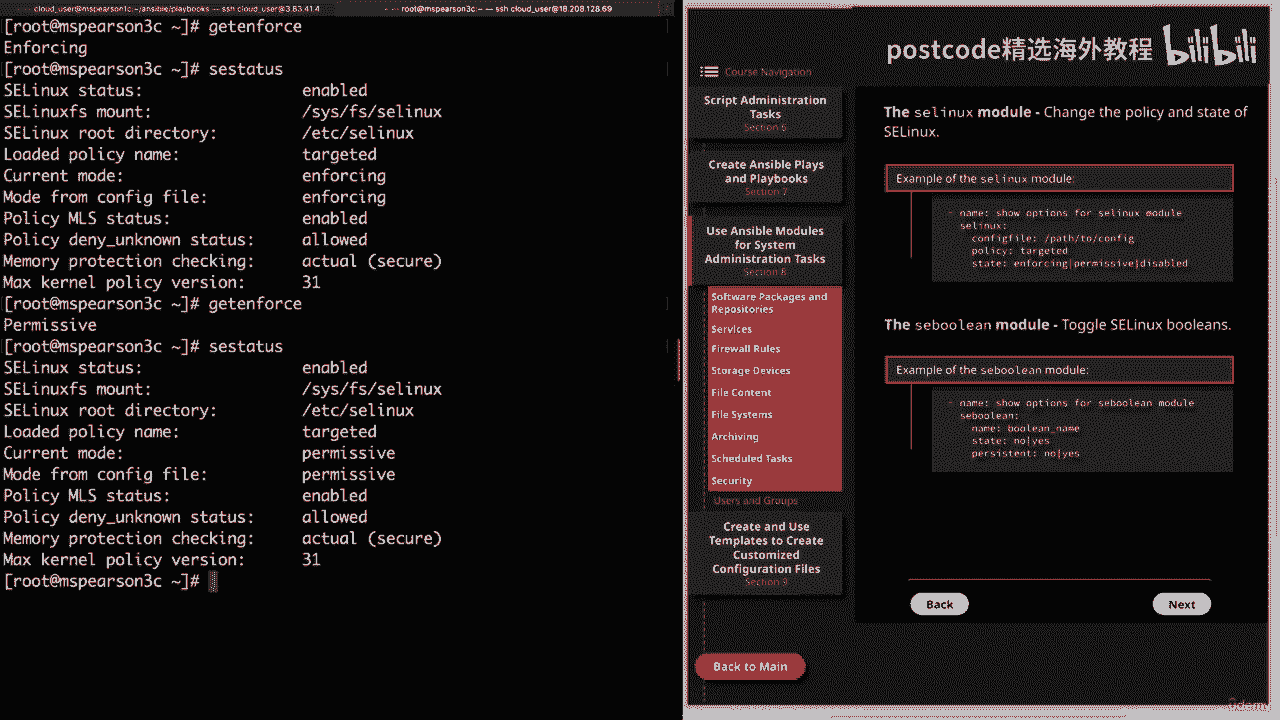 cloud_user@mspearson1c:~/ansible/playbooks — ssh cloud_user@3.83.41.4
root@mspearson3c:~ — ssh cloud_user@18.208.128.69
[root@mspearson3c ~]# getenforce
Enforcing
[root@mspearson3c ~]# sestatus
SELinux status: enabled
SELinuxfs mount: /sys/fs/selinux
SELinux root directory: /etc/selinux
Loaded policy name: targeted
Current mode: enforcing
Mode from config file: enforcing
Policy MLS status: enabled
Policy deny_unknown status: allowed
Memory protection checking: actual (secure)
Max kernel policy version: 31
[root@mspearson3c ~]# getenforce
Permissive
[root@mspearson3c ~]# sestatus
SELinux status: enabled
SELinuxfs mount: /sys/fs/selinux
SELinux root directory: /etc/selinux
Loaded policy name: targeted
Current mode: permissive
Mode from config file: permissive
Policy MLS status: enabled
Policy deny_unknown status: allowed
Memory protection checking: actual (secure)
Max kernel policy version: 31
[root@mspearson3c ~]#
postcode精选海外教程 bilibili
Course Navigation
Script Administration
Tasks
Section 6
Create Ansible Plays
and Playbooks
Section 7
Use Ansible Modules
for System
Administration Tasks
Section 8
Software Packages and
Repositories
Services
Firewall Rules
Storage Devices
File Content
File Systems
Archiving
Scheduled Tasks
Security
Users and Groups
Create and Use
Templates to Create
Customized
Configuration Files
Section 9
Back to Main
The selinux module - Change the policy and state of
SELinux.
Example of the selinux module:
- name: show options for selinux module
selinux:
configfile: /path/to/config
policy: targeted
state: enforcing|permissive|disabled
The seboolean module - Toggle SELinux booleans.
Example of the seboolean module:
- name: show options for seboolean module
seboolean:
name: boolean_name
state: no|yes
persistent: no|yes
Back
Next
Udemy